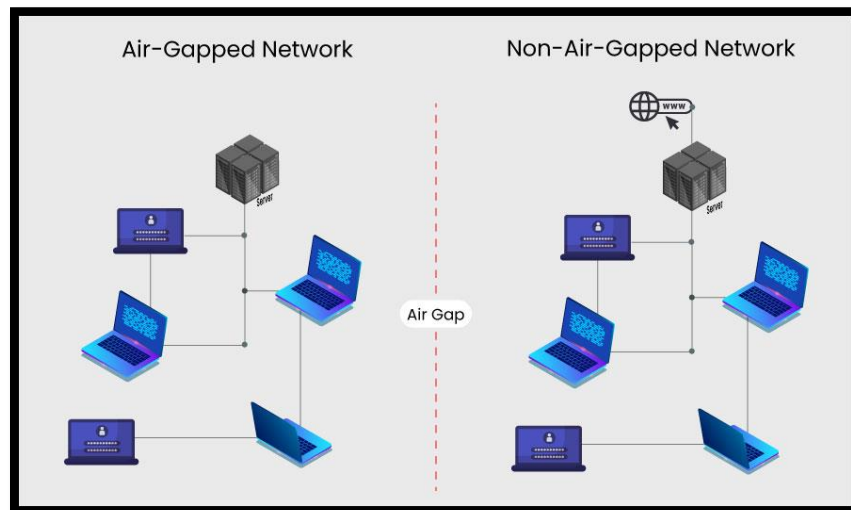 Air-Gapped Network
Non-Air-Gapped Network
www
Server
Server
Air Gap